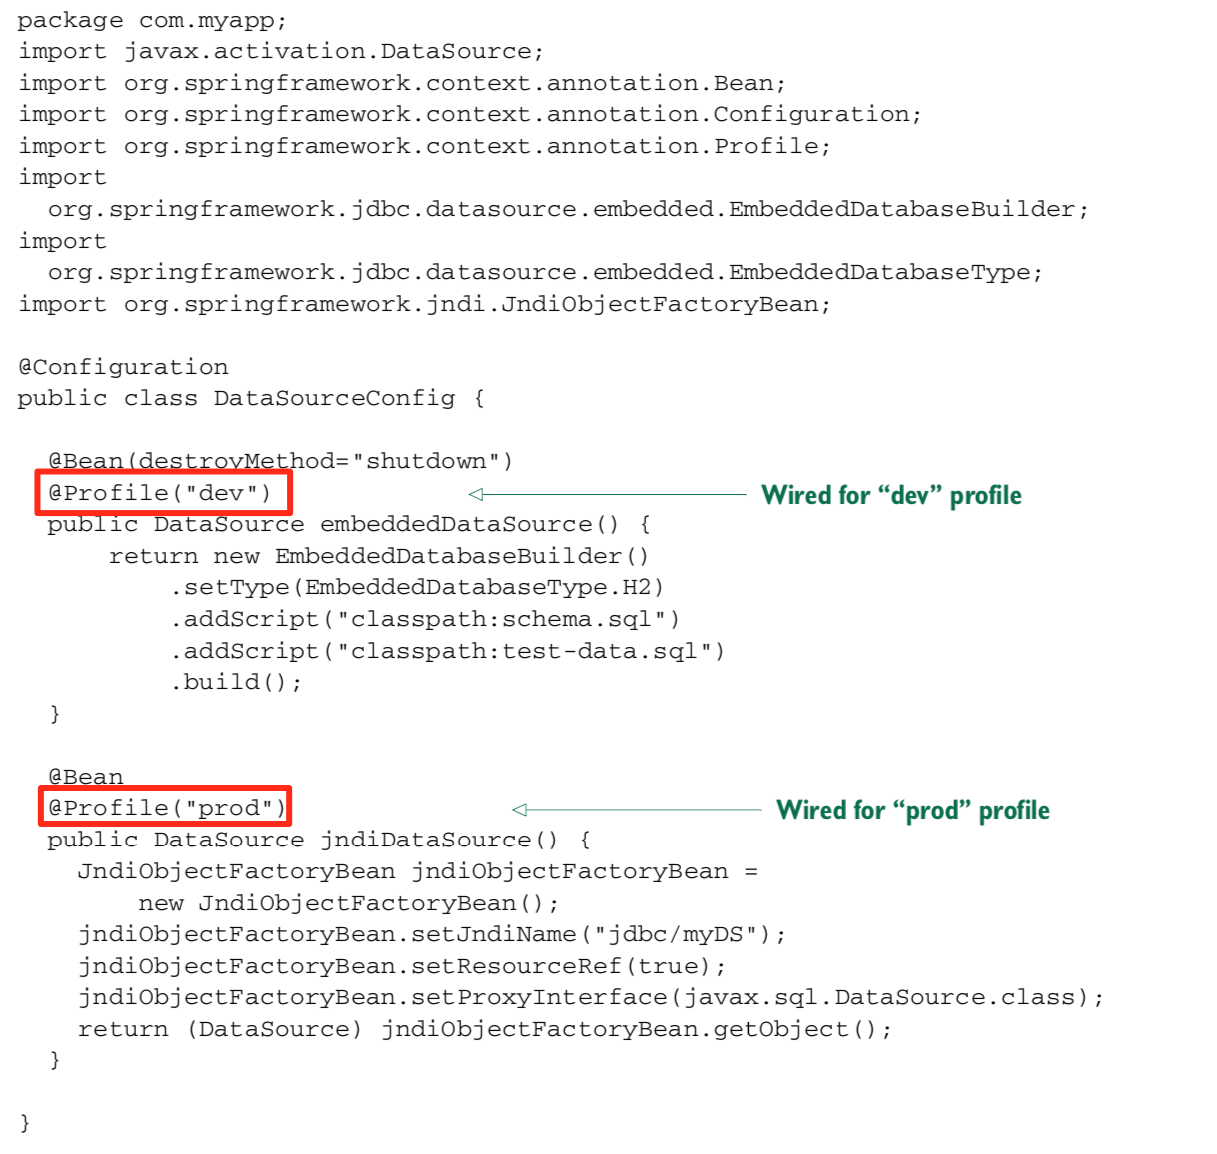 package com.myapp;
import javax.activation.DataSource;
import org.springframework.context.annotation.Bean;
import org.springframework.context.annotation.Configuration;
import org.springframework.context.annotation.Profile;
import
  org.springframework.jdbc.datasource.embedded.EmbeddedDatabaseBuilder;
import
  org.springframework.jdbc.datasource.embedded.EmbeddedDatabaseType;
import org.springframework.jndi.JndiObjectFactoryBean;

@Configuration
public class DataSourceConfig {

  @Bean(destroyMethod="shutdown")
  @Profile("dev") Wired for “dev” profile
  public DataSource embeddedDataSource() {
      return new EmbeddedDatabaseBuilder()
          .setType(EmbeddedDatabaseType.H2)
          .addScript("classpath:schema.sql")
          .addScript("classpath:test-data.sql")
          .build();
  }

  @Bean
  @Profile("prod") Wired for “prod” profile
  public DataSource jndiDataSource() {
    JndiObjectFactoryBean jndiObjectFactoryBean =
        new JndiObjectFactoryBean();
    jndiObjectFactoryBean.setJndiName("jdbc/myDS");
    jndiObjectFactoryBean.setResourceRef(true);
    jndiObjectFactoryBean.setProxyInterface(javax.sql.DataSource.class);
    return (DataSource) jndiObjectFactoryBean.getObject();
  }

}